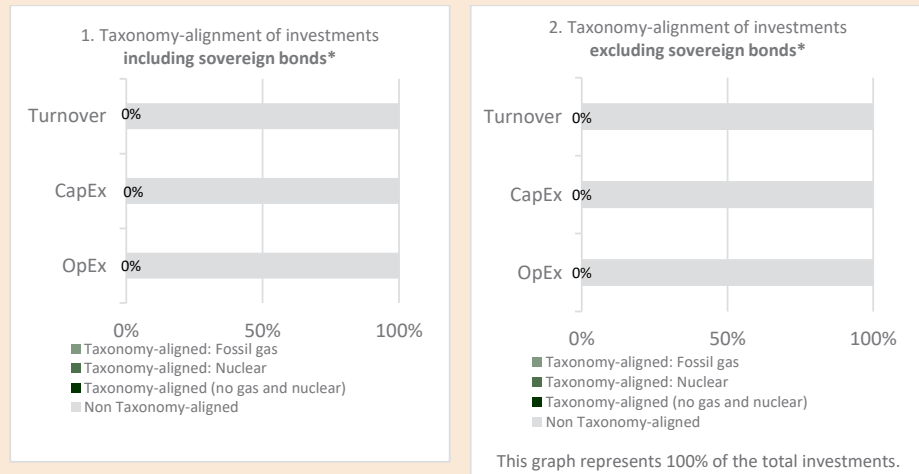 1. Taxonomy-alignment of investments
including sovereign bonds*
Turnover 0%
CapEx 0%
OpEx 0%
0% 50% 100%
Taxonomy-aligned: Fossil gas
Taxonomy-aligned: Nuclear
Taxonomy-aligned (no gas and nuclear)
Non Taxonomy-aligned
2. Taxonomy-alignment of investments
excluding sovereign bonds*
Turnover 0%
CapEx 0%
OpEx 0%
0% 50% 100%
Taxonomy-aligned: Fossil gas
Taxonomy-aligned: Nuclear
Taxonomy-aligned (no gas and nuclear)
Non Taxonomy-aligned
This graph represents 100% of the total investments.